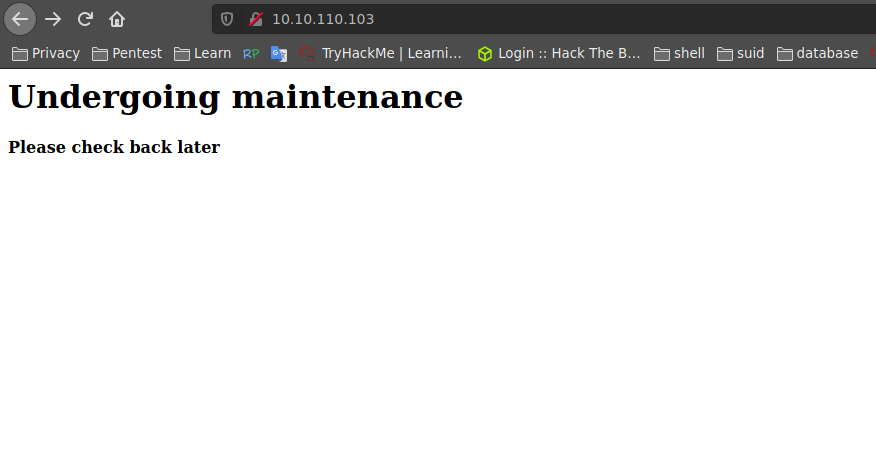 10.10.110.103
Privacy Pentest Learn RP TryHackMe | Learni... Login :: Hack The B... shell suid database
Undergoing maintenance
Please check back later